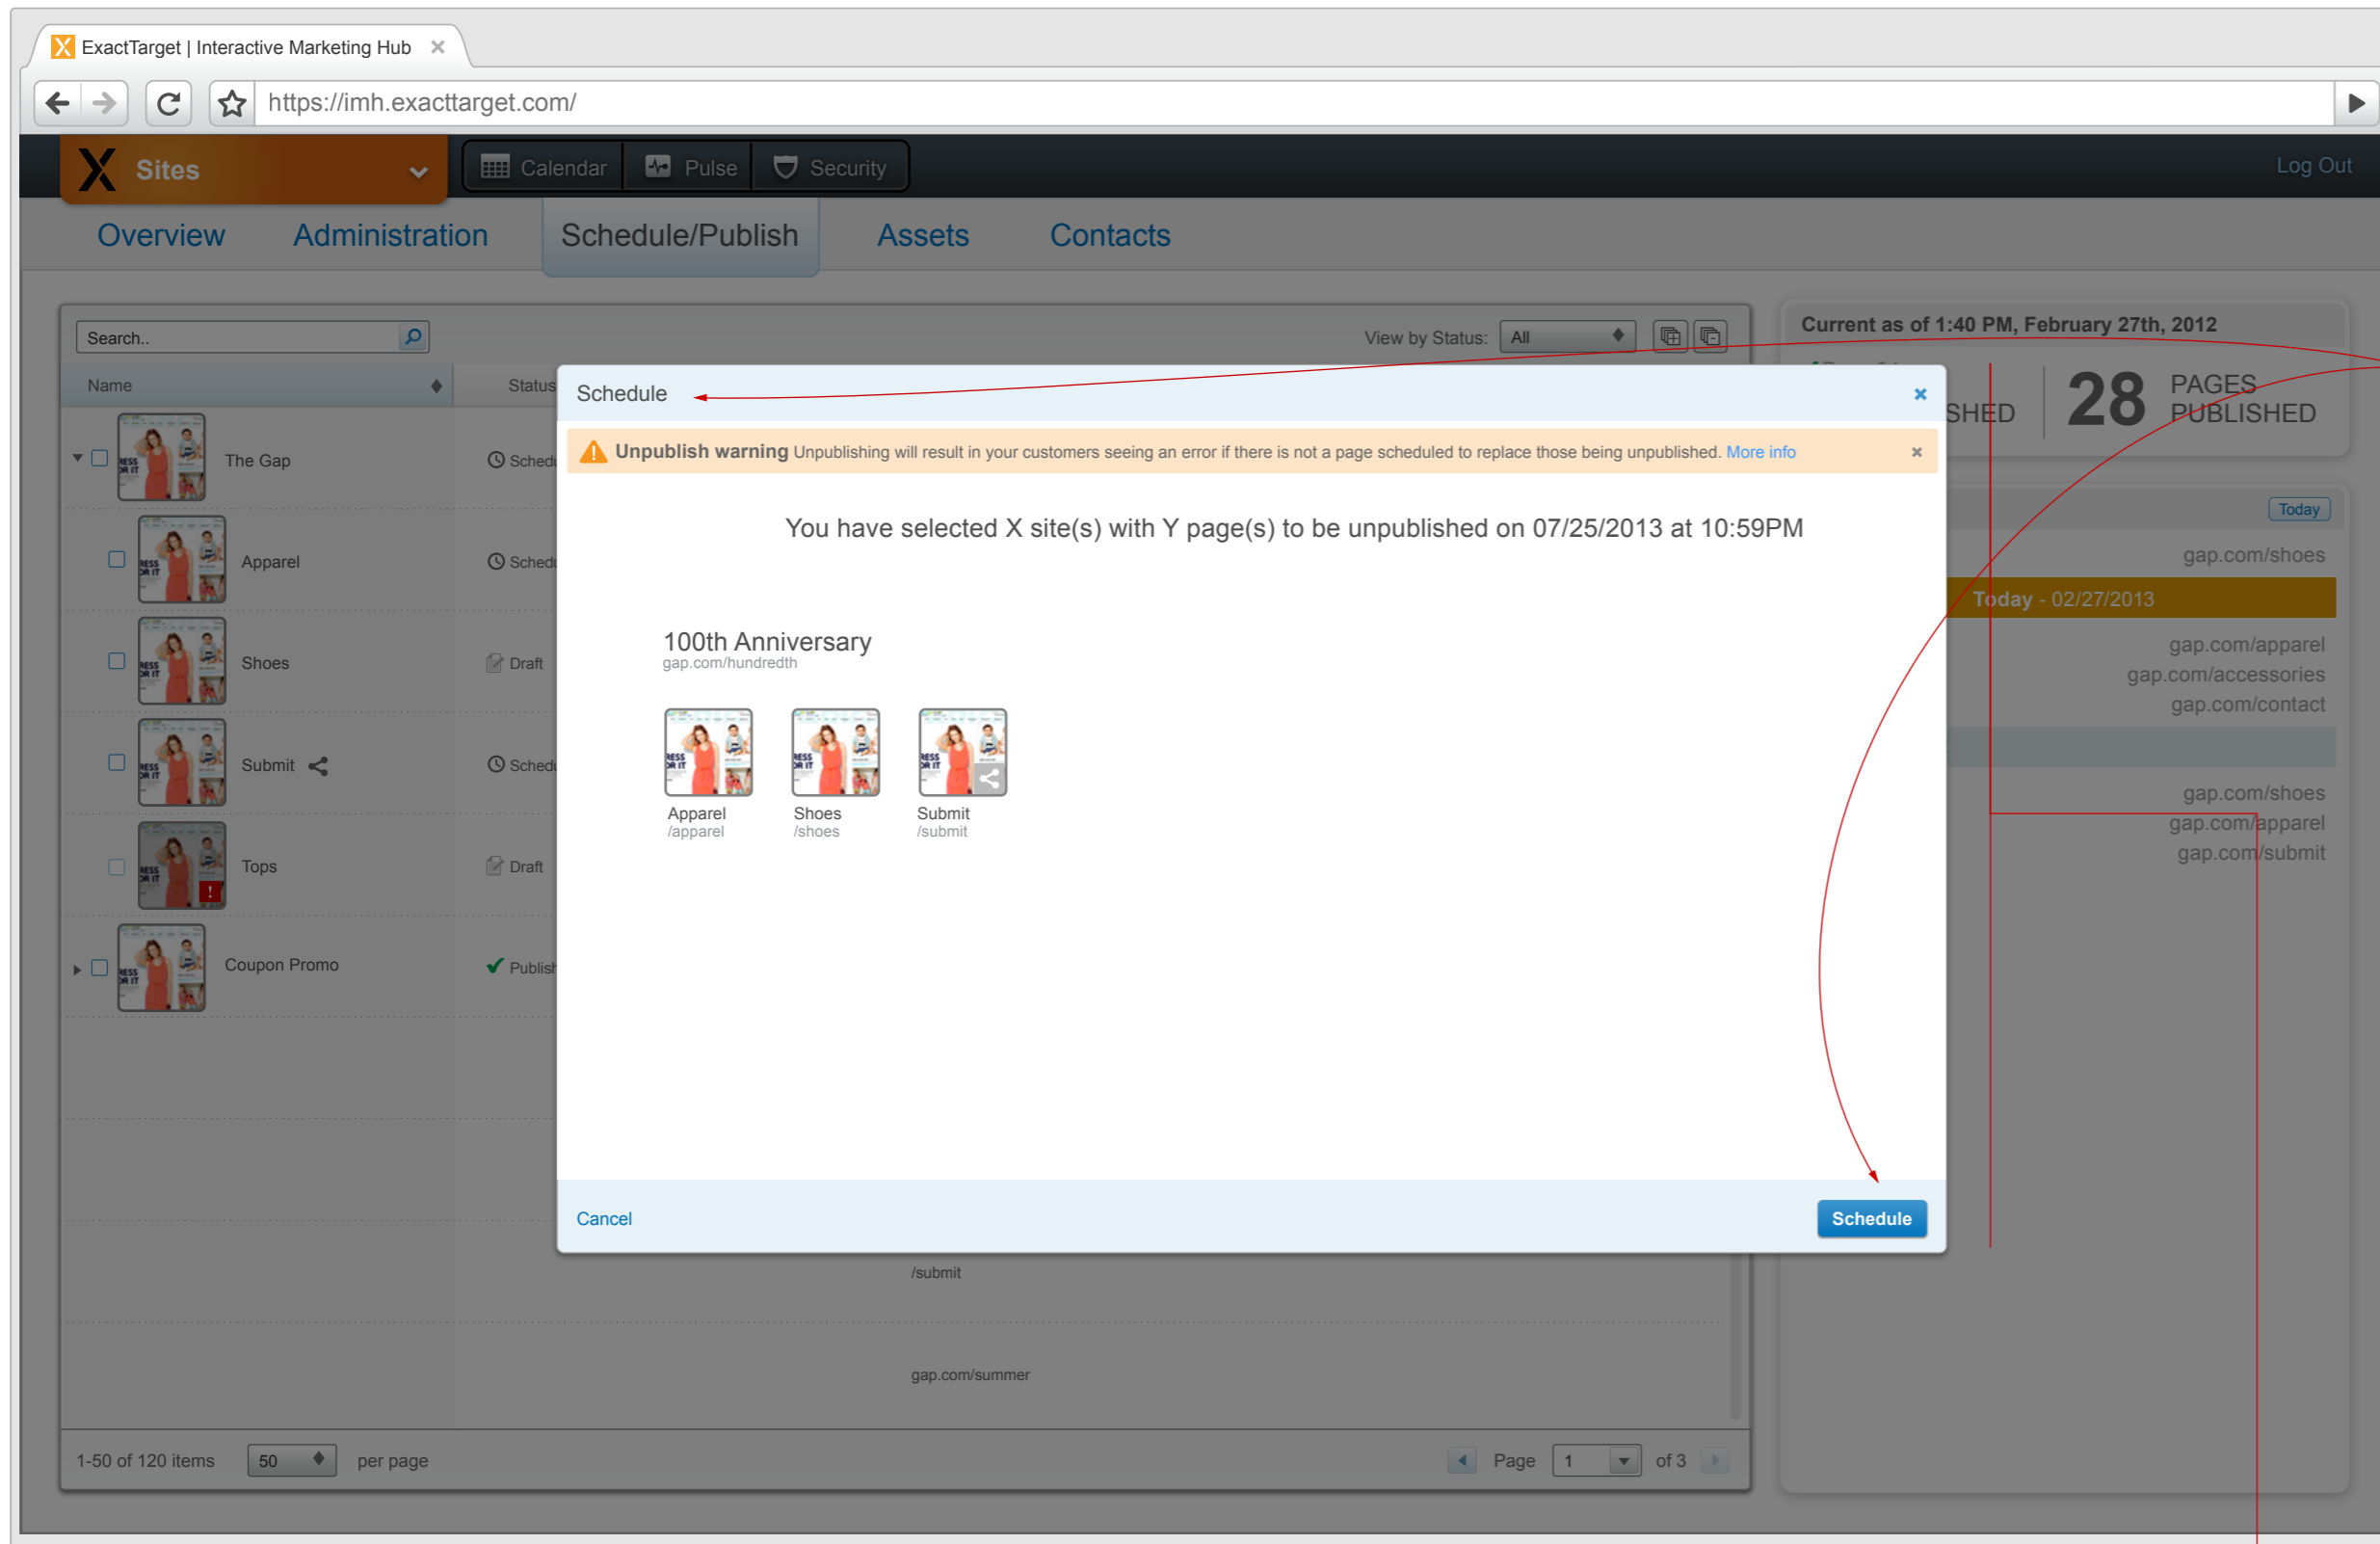 ExactTarget | Interactive Marketing Hub
https://imh.exacttarget.com/
Sites
Calendar
Pulse
Security
Log Out
Overview
Administration
Schedule/Publish
Assets
Contacts
Search..
View by Status:
All
Name
Status
The Gap
Schedu
Apparel
Schedu
Shoes
Draft
Submit
Schedu
Tops
Draft
Coupon Promo
Publish
/submit
gap.com/summer
1-50 of 120 items
50
per page
Page
1
of 3
Schedule
Unpublish warning Unpublishing will result in your customers seeing an error if there is not a page scheduled to replace those being unpublished. More info
You have selected X site(s) with Y page(s) to be unpublished on 07/25/2013 at 10:59PM
100th Anniversary
gap.com/hundredth
Apparel
/apparel
Shoes
/shoes
Submit
/submit
Cancel
Schedule
Current as of 1:40 PM, February 27th, 2012
SHED
28
PAGES
PUBLISHED
Today
gap.com/shoes
Today - 02/27/2013
gap.com/apparel
gap.com/accessories
gap.com/contact
gap.com/shoes
gap.com/apparel
gap.com/submit